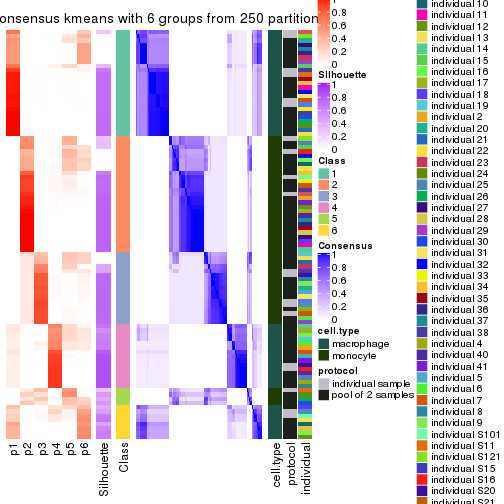 onsensus kmeans with 6 groups from 250 partition
0.8
0.6
0.4
0.2
0
Silhouette
1
0.8
0.6
0.4
0.2
0
Class
1
2
3
4
5
6
Consensus
1
0.8
0.6
0.4
0.2
0
cell.type
macrophage
monocyte
protocol
individual sample
pool of 2 samples
individual 10
individual 11
individual 12
individual 13
individual 14
individual 15
individual 16
individual 17
individual 18
individual 19
individual 2
individual 20
individual 21
individual 22
individual 23
individual 24
individual 25
individual 26
individual 27
individual 28
individual 29
individual 30
individual 31
individual 32
individual 33
individual 34
individual 35
individual 36
individual 37
individual 38
individual 4
individual 40
individual 41
individual 5
individual 6
individual 7
individual 8
individual 9
individual S101
individual S11
individual S121
individual S15
individual S16
individual S20
individual S21
p1
p2
p3
p4
p5
p6
Silhouette
Class
cell.type
protocol
individual